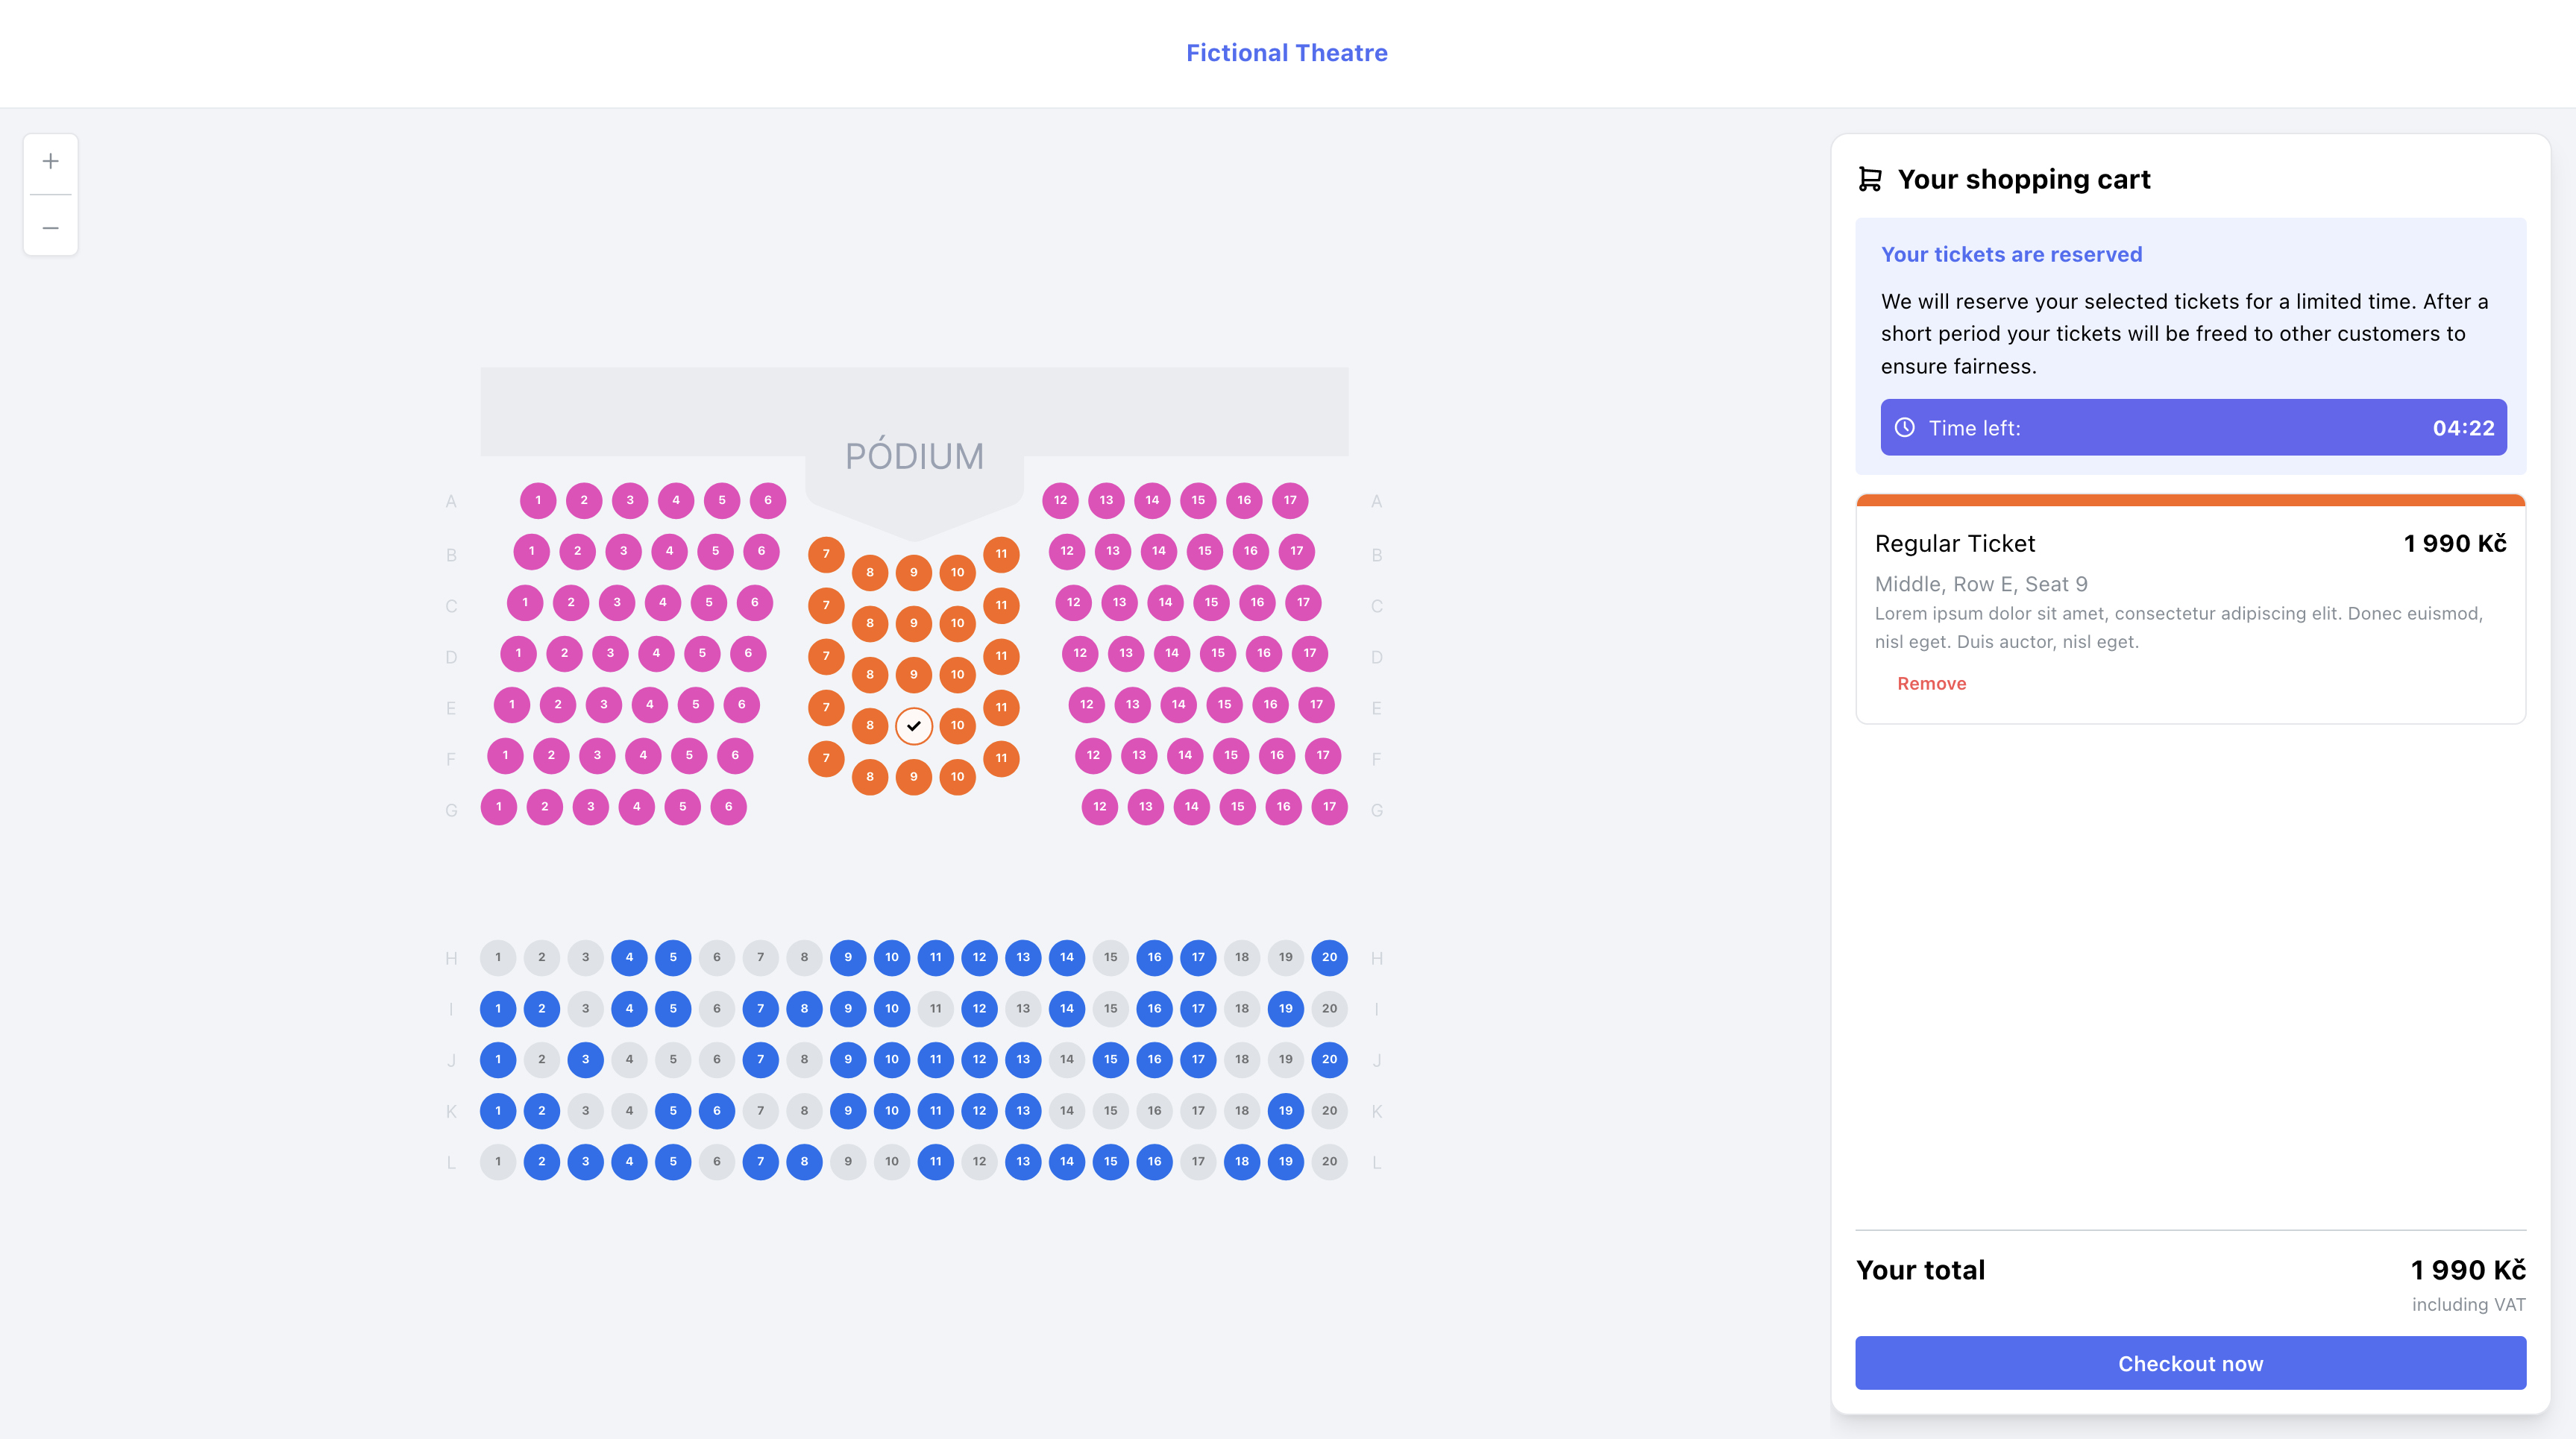 Fictional Theatre
+
−
PÓDIUM
A 1 2 3 4 5 6 12 13 14 15 16 17 A
B 1 2 3 4 5 6 7 8 9 10 11 12 13 14 15 16 17 B
C 1 2 3 4 5 6 7 8 9 10 11 12 13 14 15 16 17 C
D 1 2 3 4 5 6 7 8 9 10 11 12 13 14 15 16 17 D
E 1 2 3 4 5 6 7 8 10 11 12 13 14 15 16 17 E
F 1 2 3 4 5 6 7 8 9 10 11 12 13 14 15 16 17 F
G 1 2 3 4 5 6 12 13 14 15 16 17 G
H 1 2 3 4 5 6 7 8 9 10 11 12 13 14 15 16 17 18 19 20 H
I 1 2 3 4 5 6 7 8 9 10 11 12 13 14 15 16 17 18 19 20 I
J 1 2 3 4 5 6 7 8 9 10 11 12 13 14 15 16 17 18 19 20 J
K 1 2 3 4 5 6 7 8 9 10 11 12 13 14 15 16 17 18 19 20 K
L 1 2 3 4 5 6 7 8 9 10 11 12 13 14 15 16 17 18 19 20 L
Your shopping cart
Your tickets are reserved
We will reserve your selected tickets for a limited time. After a
short period your tickets will be freed to other customers to
ensure fairness.
Time left: 04:22
Regular Ticket 1 990 Kč
Middle, Row E, Seat 9
Lorem ipsum dolor sit amet, consectetur adipiscing elit. Donec euismod,
nisl eget. Duis auctor, nisl eget.
Remove
Your total 1 990 Kč
including VAT
Checkout now